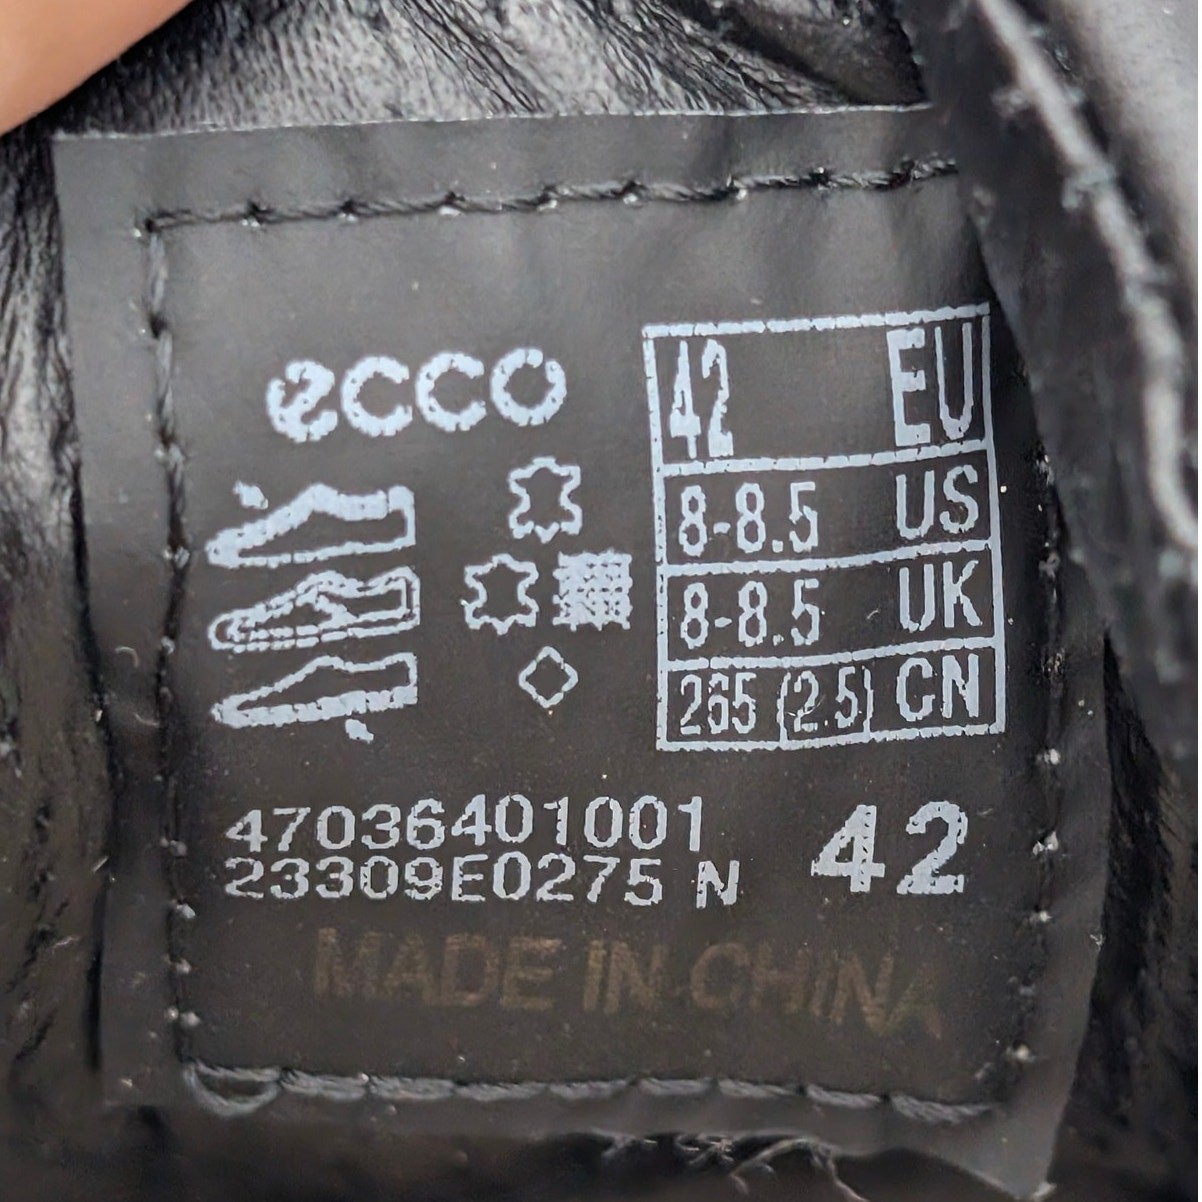 ecco
42 EU
8-8.5 US
8-8.5 UK
265 (2.5) CN
47036401001
23309E0275 N
42
MADE IN CHINA